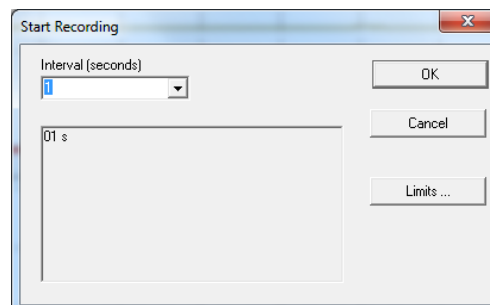 Start Recording
Interval (seconds)
1
OK
Cancel
01 s
Limits ...